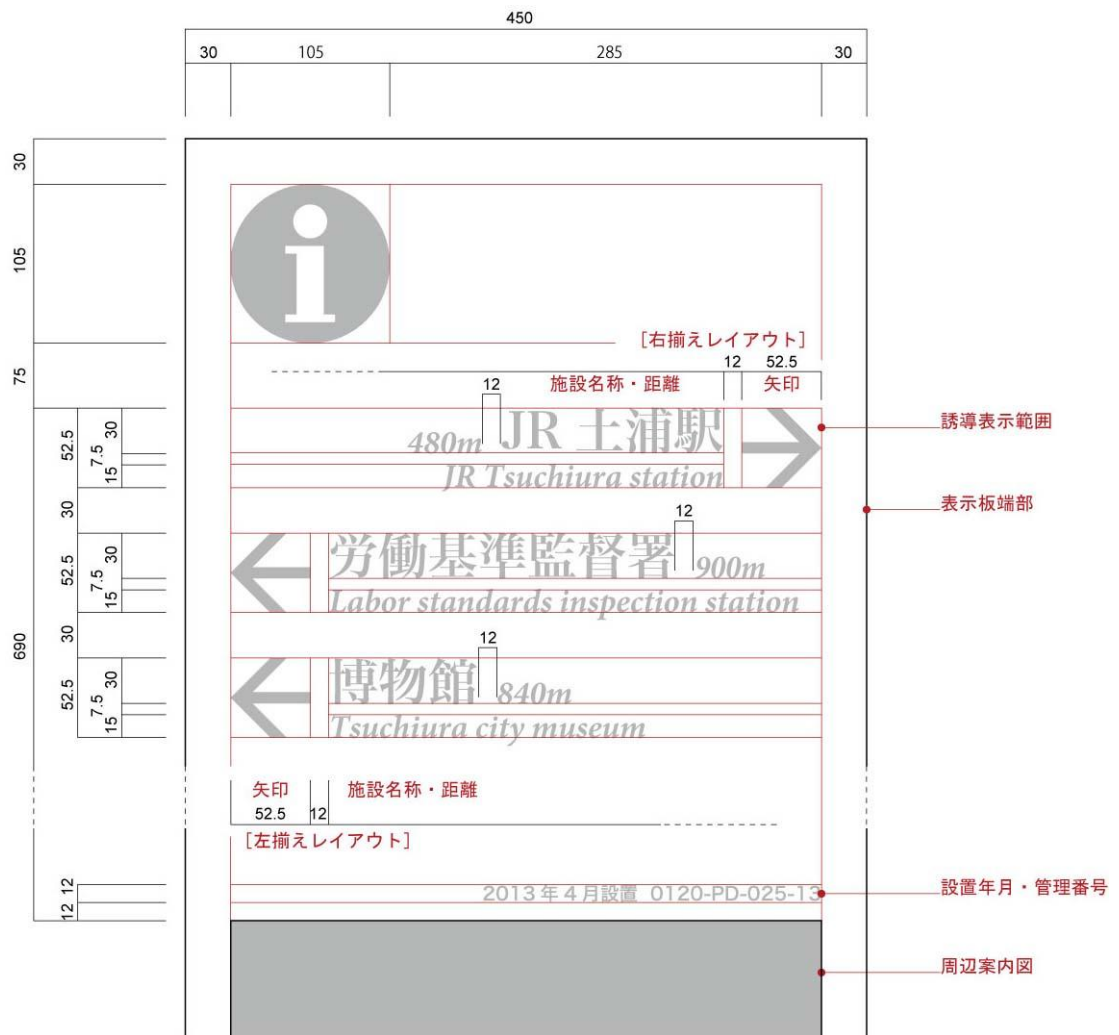 450
30 105 285 30
30
105
75
690
[右揃えレイアウト]
12 52.5
施設名称・距離 矢印
12
480m JR 土浦駅
JR Tsuchiura station
52.5 7.5 30 15
誘導表示範囲
30
表示板端部
12
労働基準監督署 900m
Labor standards inspection station
52.5 7.5 30 15
30
12
博物館 840m
Tsuchiura city museum
52.5 7.5 30 15
矢印 施設名称・距離
52.5 12
[左揃えレイアウト]
12 12
2013年4月設置 0120-PD-025-13
設置年月・管理番号
周辺案内図